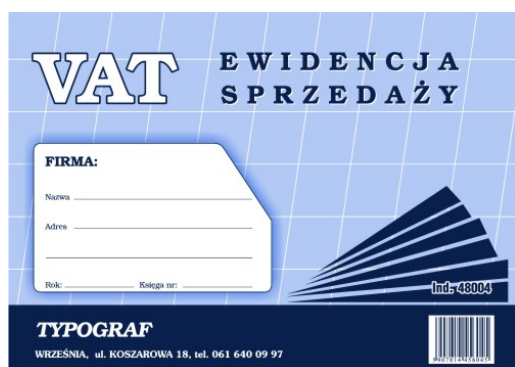 VAT
EWIDENCJA
SPRZEDAŻY
FIRMA:
Nazwa
Adres
Rok: Księga nr:
Ind. 48004
TYPOGRAF
WRZEŚNIA, ul. KOSZAROWA 18, tel. 061 640 09 97
5907814456045